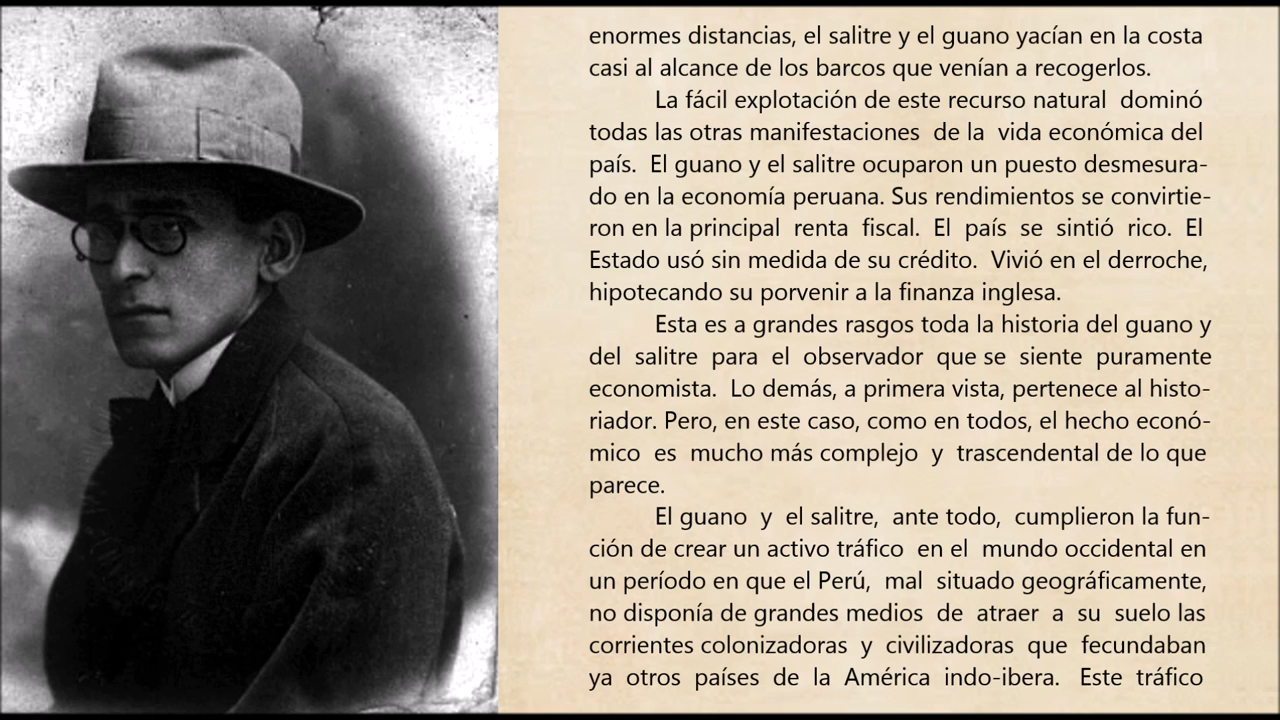 enormes distancias, el salitre y el guano yacían en la costa
casi al alcance de los barcos que venían a recogerlos.
La fácil explotación de este recurso natural dominó
todas las otras manifestaciones de la vida económica del
país. El guano y el salitre ocuparon un puesto desmesura-
do en la economía peruana. Sus rendimientos se convirtie-
ron en la principal renta fiscal. El país se sintió rico. El
Estado usó sin medida de su crédito. Vivió en el derroche,
hipotecando su porvenir a la finanza inglesa.
Esta es a grandes rasgos toda la historia del guano y
del salitre para el observador que se siente puramente
economista. Lo demás, a primera vista, pertenece al histo-
riador. Pero, en este caso, como en todos, el hecho econó-
mico es mucho más complejo y trascendental de lo que
parece.
El guano y el salitre, ante todo, cumplieron la fun-
ción de crear un activo tráfico en el mundo occidental en
un período en que el Perú, mal situado geográficamente,
no disponía de grandes medios de atraer a su suelo las
corrientes colonizadoras y civilizadoras que fecundaban
ya otros países de la América indo-ibera. Este tráfico